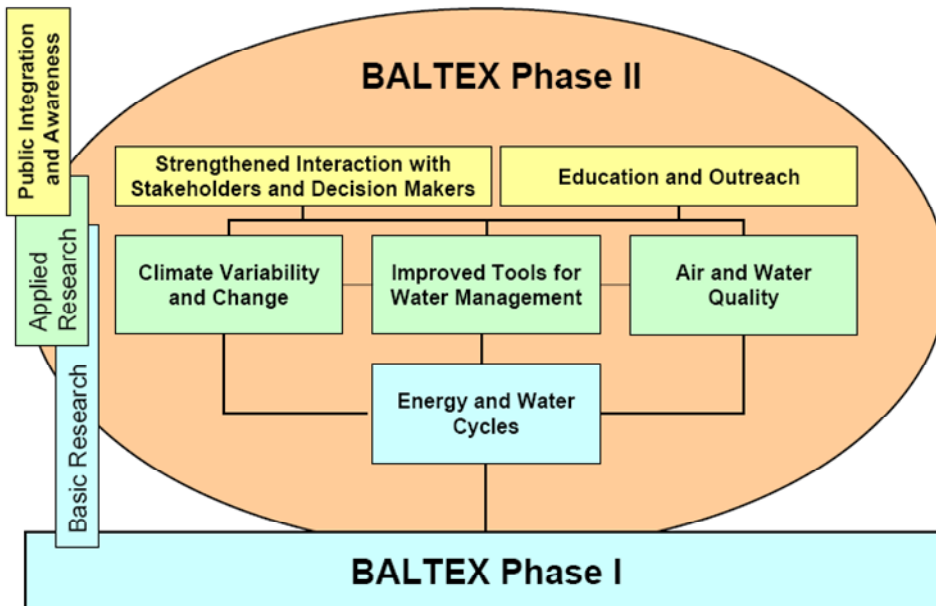 Public Integration
and Awareness
Applied
Research
Basic Research
BALTEX Phase II
Strengthened Interaction with
Stakeholders and Decision Makers
Education and Outreach
Climate Variability
and Change
Improved Tools for
Water Management
Air and Water
Quality
Energy and Water
Cycles
BALTEX Phase I